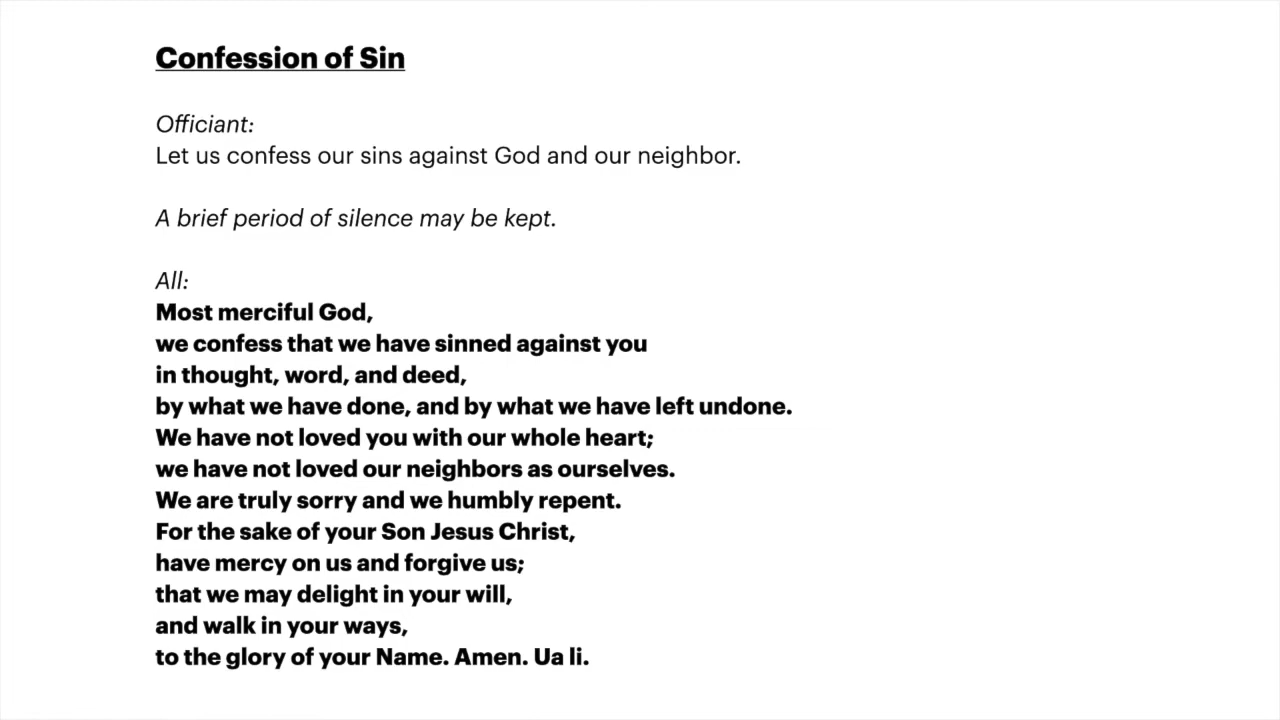 Confession of Sin
Officiant:
Let us confess our sins against God and our neighbor.
A brief period of silence may be kept.
All:
Most merciful God,
we confess that we have sinned against you
in thought, word, and deed,
by what we have done, and by what we have left undone.
We have not loved you with our whole heart;
we have not loved our neighbors as ourselves.
We are truly sorry and we humbly repent.
For the sake of your Son Jesus Christ,
have mercy on us and forgive us;
that we may delight in your will,
and walk in your ways,
to the glory of your Name. Amen. Ua li.